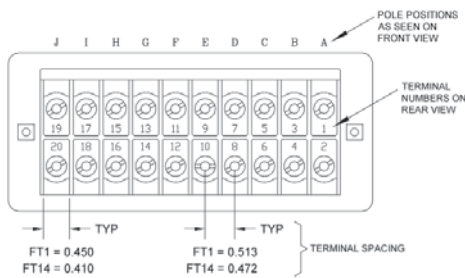 POLE POSITIONS
AS SEEN ON
FRONT VIEW
J I H G F E D C B A
TERMINAL
NUMBERS ON
REAR VIEW
19 17 15 13 11 9 7 5 3 1
20 18 16 14 12 10 8 6 4 2
TYP TYP
FT1 = 0.450
FT14 = 0.410
FT1 = 0.513
FT14 = 0.472
TERMINAL SPACING